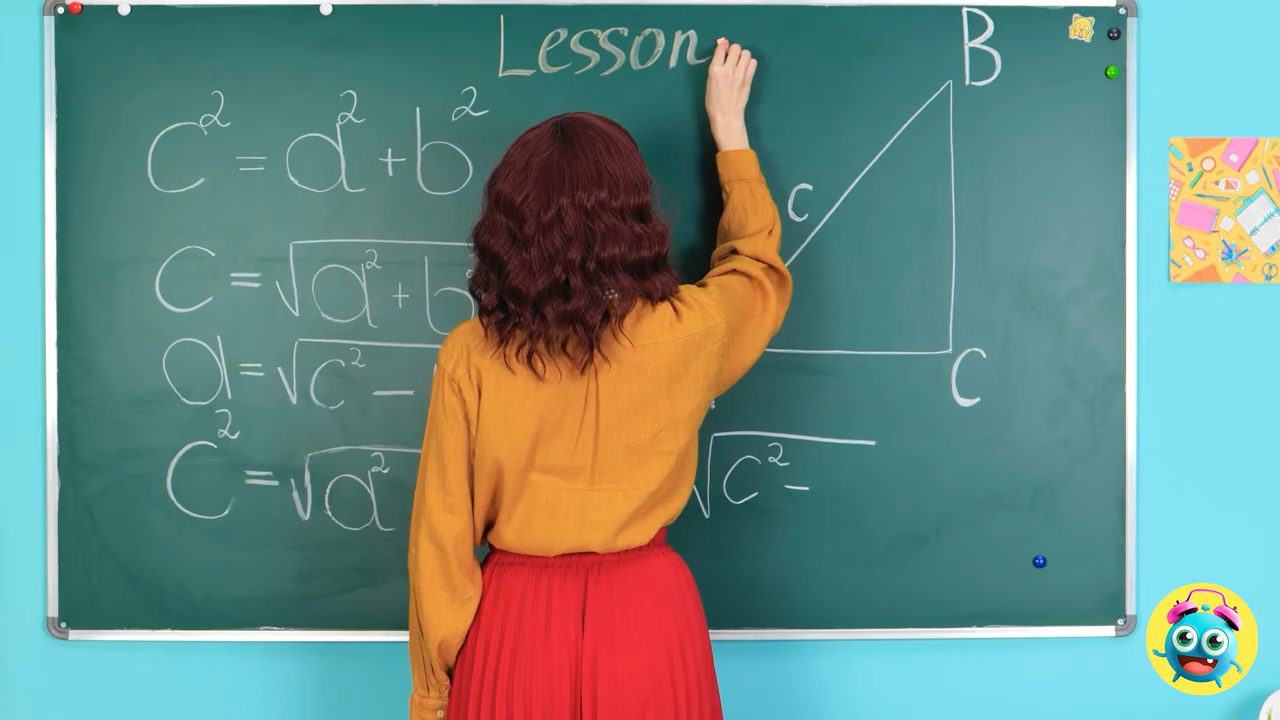 Lesson
B
C² = a² + b²
c
C = √a² + b
a = √c² −
C
C² = √a²
√c² −